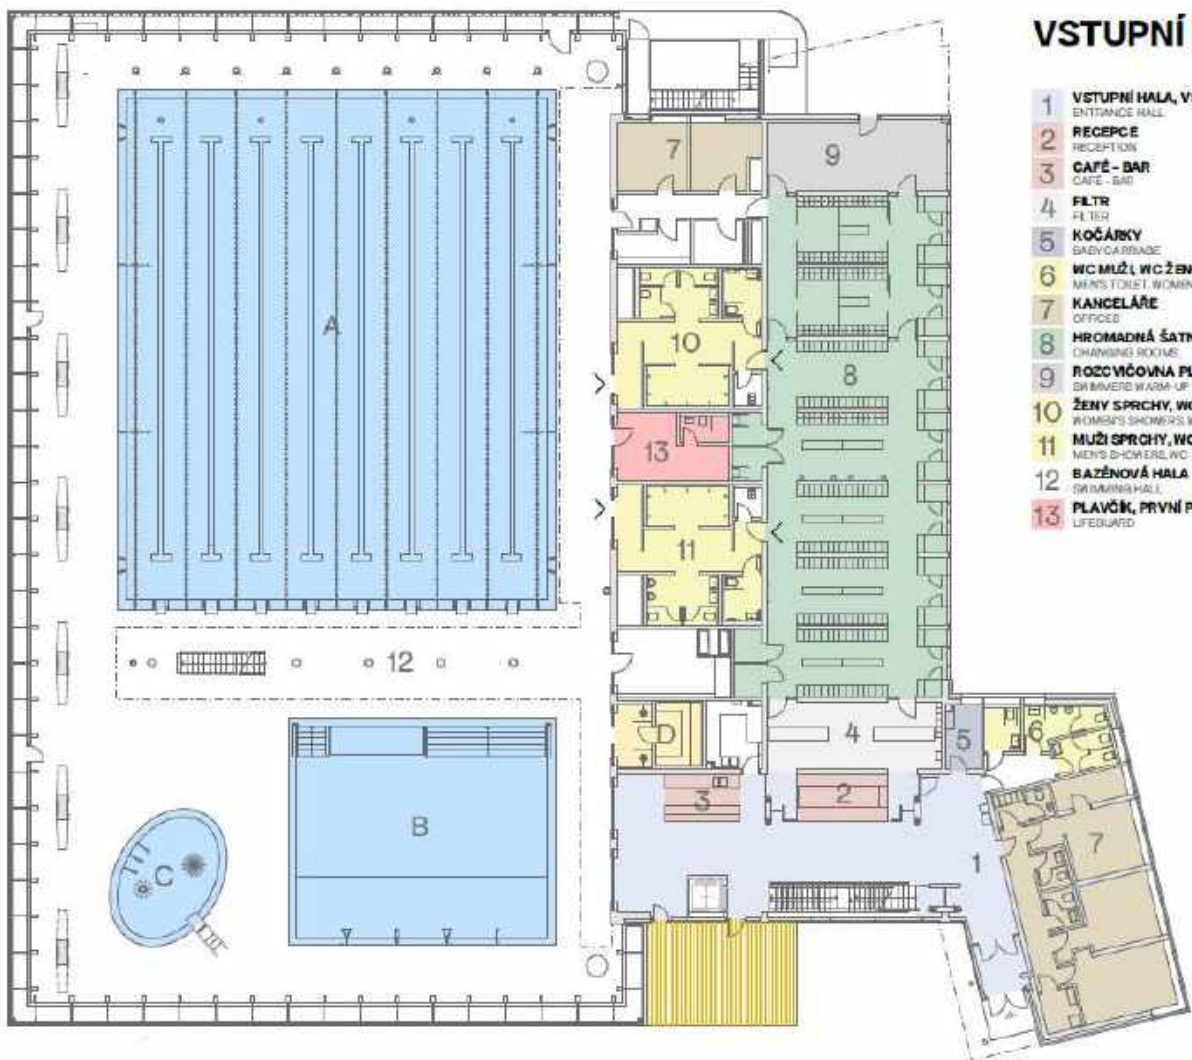 VSTUPNÍ
1 VSTUPNÍ HALA, VS
ENTRANCE HALL
2 RECEPCE
RECEPTION
3 CAFÉ - BAR
CAFÉ - BAR
4 FILTR
FILTER
5 KOČÁRKY
BABY CARRIAGE
6 WC MUŽI, WC ŽEN
MEN'S TOILET, WOMEN
7 KANCELÁŘE
OFFICES
8 HROMADNÁ ŠATN
CHANGING ROOMS
9 ROZCVIČOVNA PL
SWIMMERS WARM-UP
10 ŽENY SPRCHY, WC
WOMEN'S SHOWERS, W
11 MUŽI SPRCHY, WC
MEN'S SHOWERS, WC
12 BAZÉNOVÁ HALA
SWIMMING HALL
13 PLAVČÍK, PRVNÍ P
LIFEGUARD
7
9
A
10
8
13
11
12
D
4
5
6
3
2
B
C
1
7